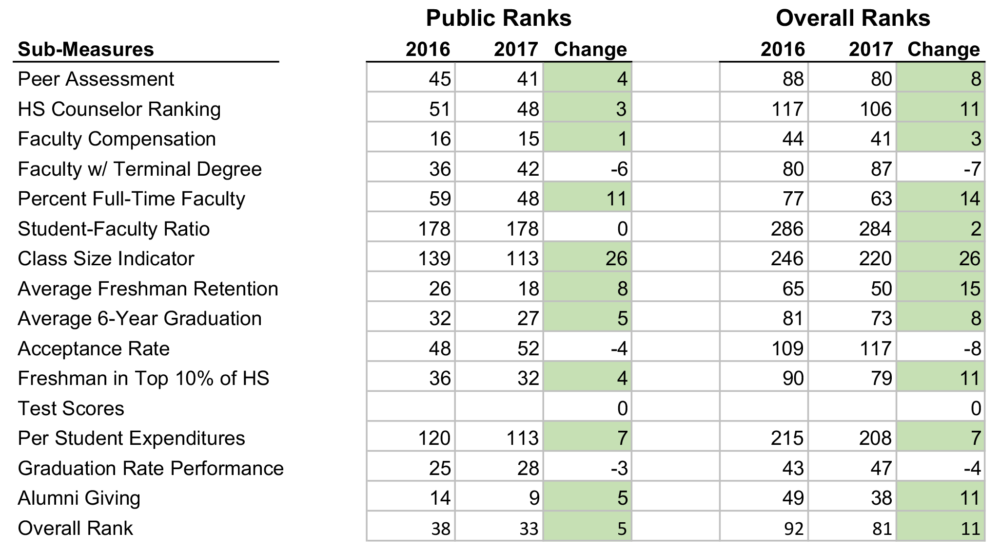 Public Ranks Overall Ranks
Sub-Measures 2016 2017 Change 2016 2017 Change
Peer Assessment 45 41 4 88 80 8
HS Counselor Ranking 51 48 3 117 106 11
Faculty Compensation 16 15 1 44 41 3
Faculty w/ Terminal Degree 36 42 -6 80 87 -7
Percent Full-Time Faculty 59 48 11 77 63 14
Student-Faculty Ratio 178 178 0 286 284 2
Class Size Indicator 139 113 26 246 220 26
Average Freshman Retention 26 18 8 65 50 15
Average 6-Year Graduation 32 27 5 81 73 8
Acceptance Rate 48 52 -4 109 117 -8
Freshman in Top 10% of HS 36 32 4 90 79 11
Test Scores 0 0
Per Student Expenditures 120 113 7 215 208 7
Graduation Rate Performance 25 28 -3 43 47 -4
Alumni Giving 14 9 5 49 38 11
Overall Rank 38 33 5 92 81 11